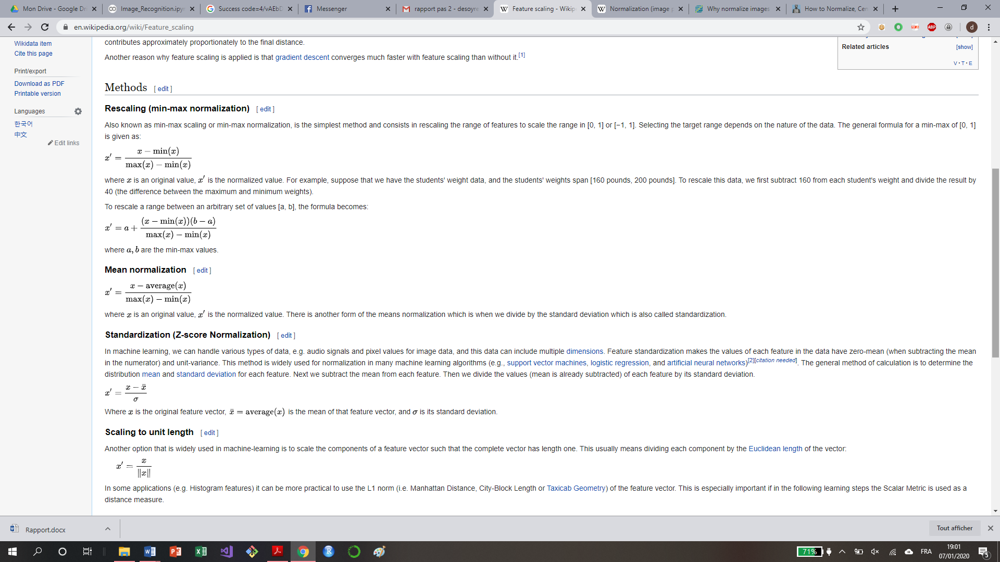 Mon Drive - Google Dr
Image_Recognition.ipyn
Success code=4/vAEbD
Messenger
rapport pas 2 - desoyre
Feature scaling - Wikip
Normalization (image p
Why normalize images
How to Normalize, Cen
en.wikipedia.org/wiki/Feature_scaling
ABP
d
Wikidata item
Cite this page
Print/export
Download as PDF
Printable version
Languages
한국어
中文
Edit links
contributes approximately proportionately to the final distance.
Another reason why feature scaling is applied is that gradient descent converges much faster with feature scaling than without it.[1]
Related articles [show]
V · T · E
Methods [ edit ]
Rescaling (min-max normalization) [ edit ]
Also known as min-max scaling or min-max normalization, is the simplest method and consists in rescaling the range of features to scale the range in [0, 1] or [−1, 1]. Selecting the target range depends on the nature of the data. The general formula for a min-max of [0, 1]
is given as:
x′ = (x − min(x)) / (max(x) − min(x))
where x is an original value, x′ is the normalized value. For example, suppose that we have the students' weight data, and the students' weights span [160 pounds, 200 pounds]. To rescale this data, we first subtract 160 from each student's weight and divide the result by
40 (the difference between the maximum and minimum weights).
To rescale a range between an arbitrary set of values [a, b], the formula becomes:
x′ = a + (x − min(x))(b − a) / (max(x) − min(x))
where a, b are the min-max values.
Mean normalization [ edit ]
x′ = (x − average(x)) / (max(x) − min(x))
where x is an original value, x′ is the normalized value. There is another form of the means normalization which is when we divide by the standard deviation which is also called standardization.
Standardization (Z-score Normalization) [ edit ]
In machine learning, we can handle various types of data, e.g. audio signals and pixel values for image data, and this data can include multiple dimensions. Feature standardization makes the values of each feature in the data have zero-mean (when subtracting the mean
in the numerator) and unit-variance. This method is widely used for normalization in many machine learning algorithms (e.g., support vector machines, logistic regression, and artificial neural networks)[2][citation needed]. The general method of calculation is to determine the
distribution mean and standard deviation for each feature. Next we subtract the mean from each feature. Then we divide the values (mean is already subtracted) of each feature by its standard deviation.
x′ = (x − x̄) / σ
Where x is the original feature vector, x̄ = average(x) is the mean of that feature vector, and σ is its standard deviation.
Scaling to unit length [ edit ]
Another option that is widely used in machine-learning is to scale the components of a feature vector such that the complete vector has length one. This usually means dividing each component by the Euclidean length of the vector:
x′ = x / ||x||
In some applications (e.g. Histogram features) it can be more practical to use the L1 norm (i.e. Manhattan Distance, City-Block Length or Taxicab Geometry) of the feature vector. This is especially important if in the following learning steps the Scalar Metric is used as a
distance measure.
Rapport.docx
Tout afficher
71%
FRA
19:01
07/01/2020
5